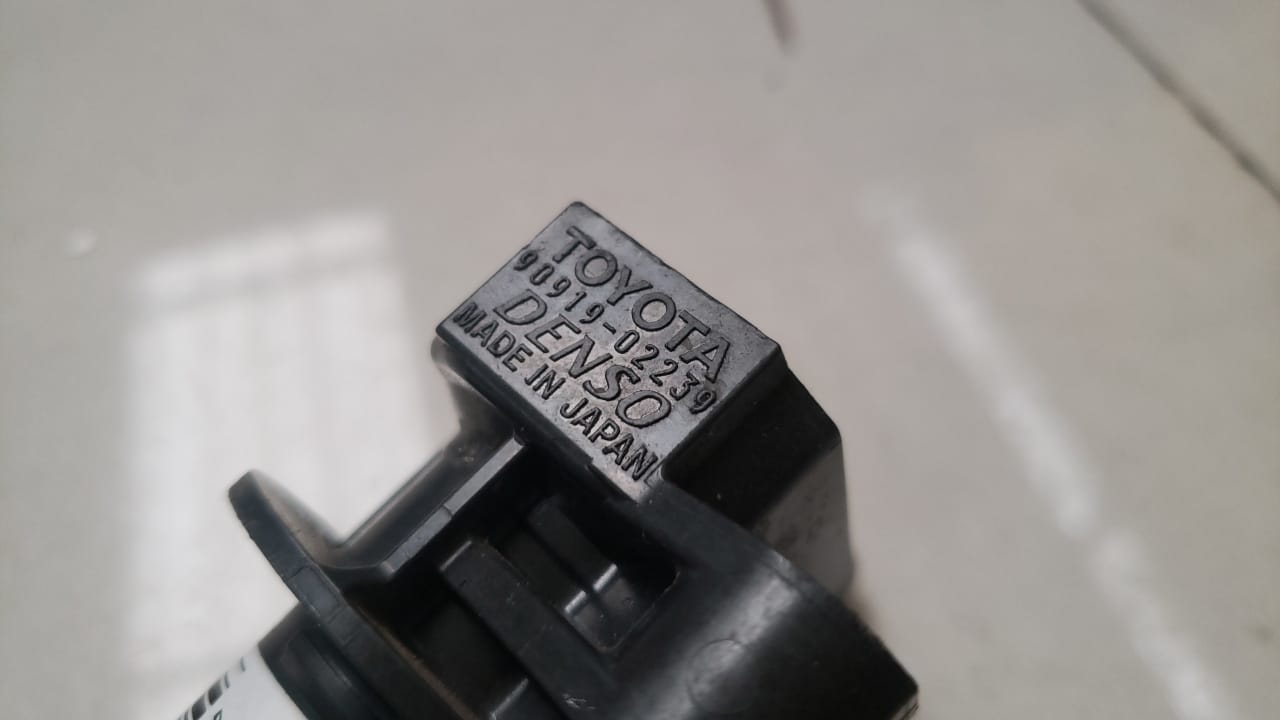 TOYOTA
90919-02239
DENSO
MADE IN JAPAN